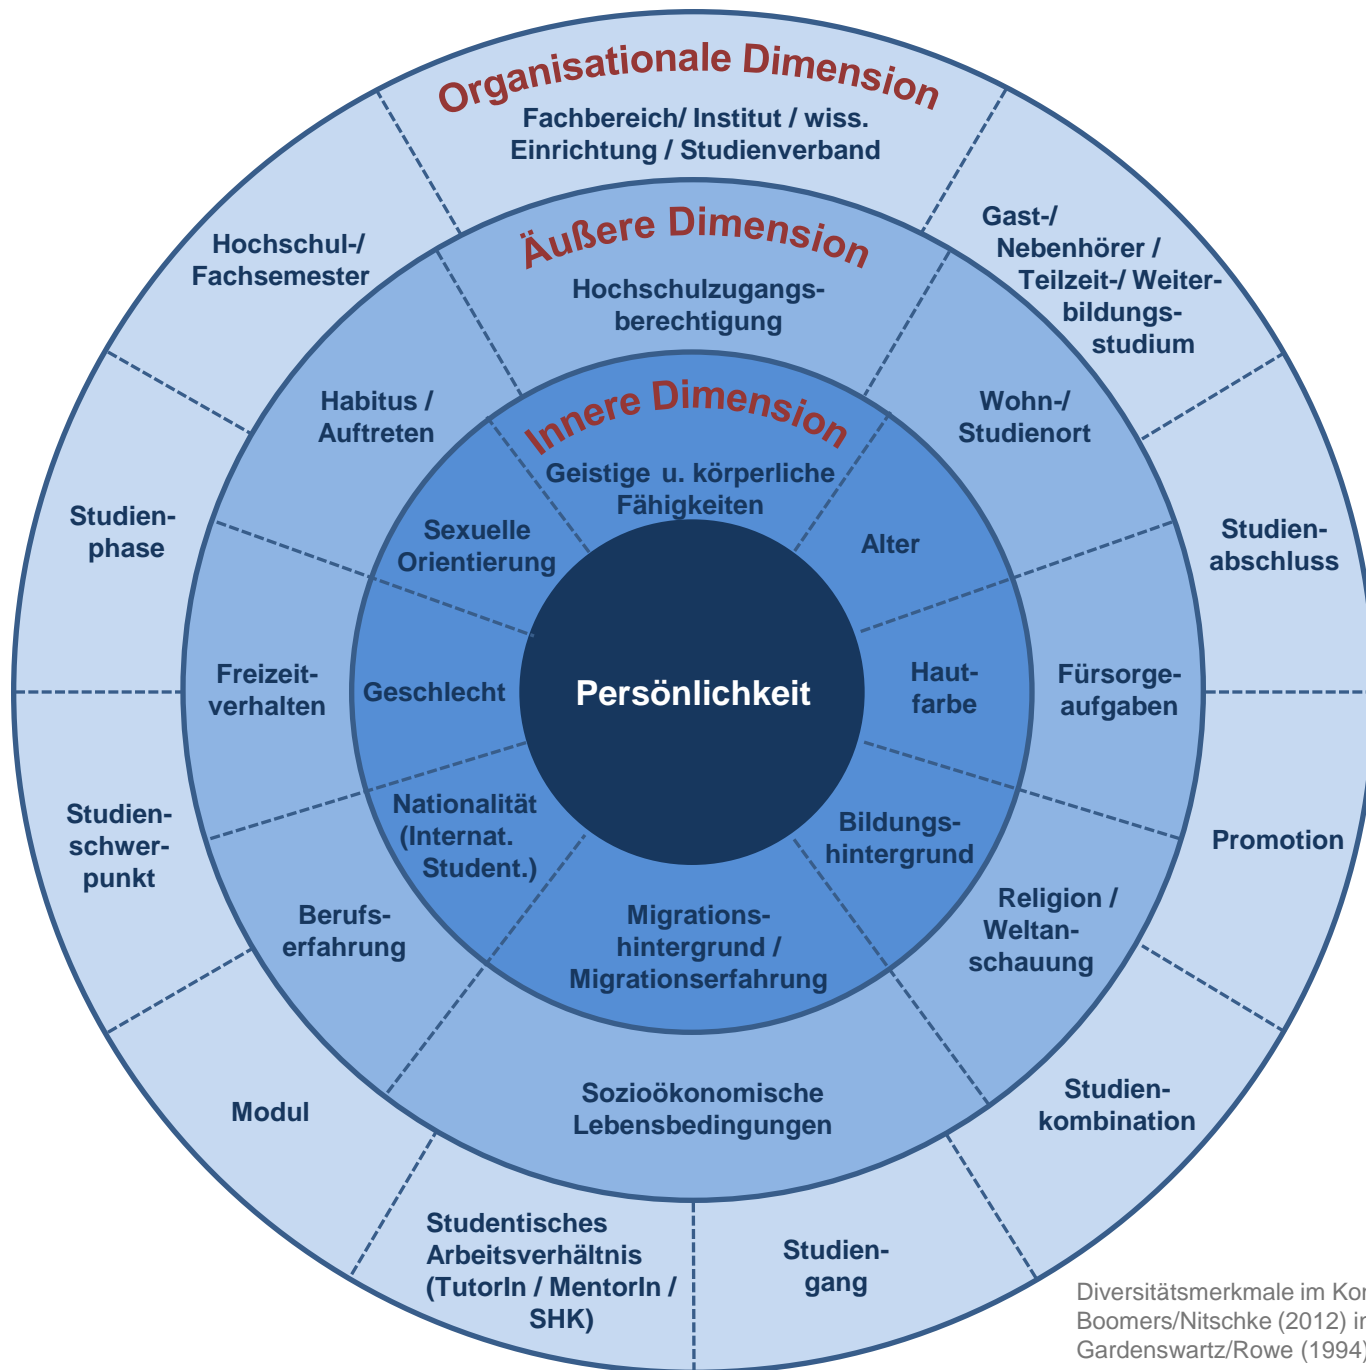 Organisationale Dimension
Fachbereich/ Institut / wiss.
Einrichtung / Studienverband
Gast-/
Nebenhörer /
Teilzeit-/ Weiter-
bildungs-
studium
Studien-
abschluss
Promotion
Studien-
kombination
Studien-
gang
Studentisches
Arbeitsverhältnis
(TutorIn / MentorIn /
SHK)
Modul
Studien-
schwer-
punkt
Studien-
phase
Hochschul-/
Fachsemester
Äußere Dimension
Hochschulzugangs-
berechtigung
Wohn-/
Studienort
Fürsorge-
aufgaben
Religion /
Weltan-
schauung
Sozioökonomische
Lebensbedingungen
Berufs-
erfahrung
Freizeit-
verhalten
Habitus /
Auftreten
Innere Dimension
Geistige u. körperliche
Fähigkeiten
Alter
Haut-
farbe
Bildungs-
hintergrund
Migrations-
hintergrund /
Migrationserfahrung
Nationalität
(Internat.
Student.)
Geschlecht
Sexuelle
Orientierung
Persönlichkeit
Diversitätsmerkmale im
Boomers/Nitschke (2012)
Gardenswartz/Rowe (1994)